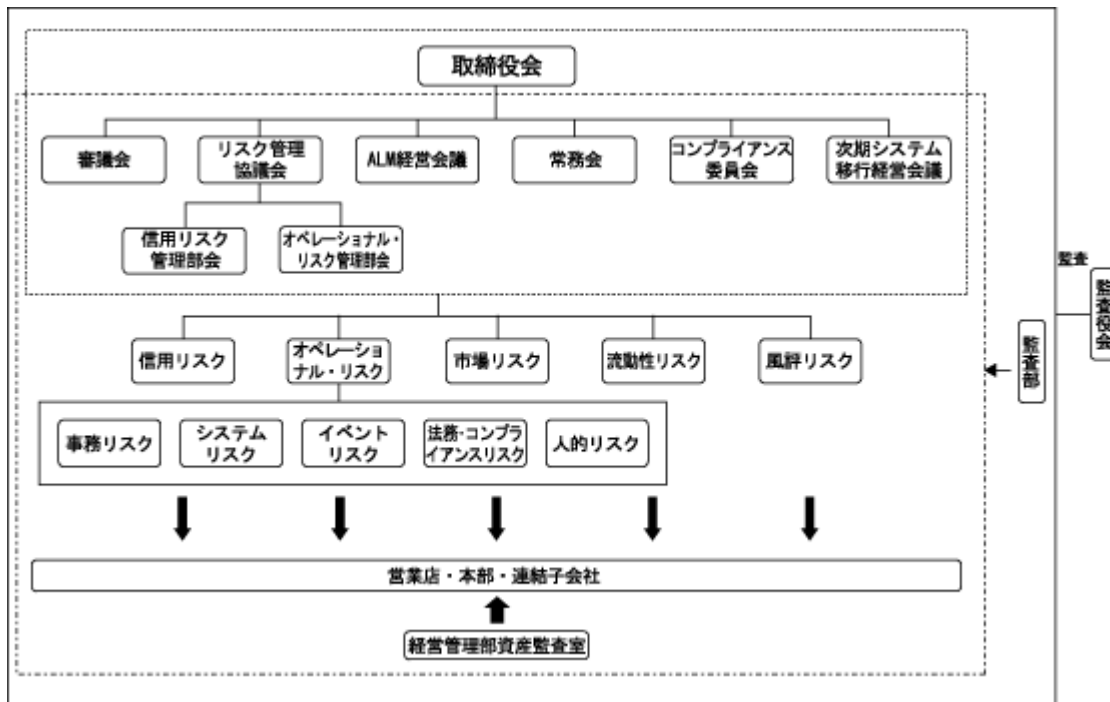 取締役会
審議会
リスク管理
協議会
ALM経営会議
常務会
コンプライアンス
委員会
次期システム
移行経営会議
信用リスク
管理部会
オペレーショナル・
リスク管理部会
監査
監査役会
監査部
信用リスク
オペレーショ
ナル・リスク
市場リスク
流動性リスク
風評リスク
事務リスク
システム
リスク
イベント
リスク
法務・コンプラ
イアンスリスク
人的リスク
営業店・本部・連結子会社
経営管理部資産監査室